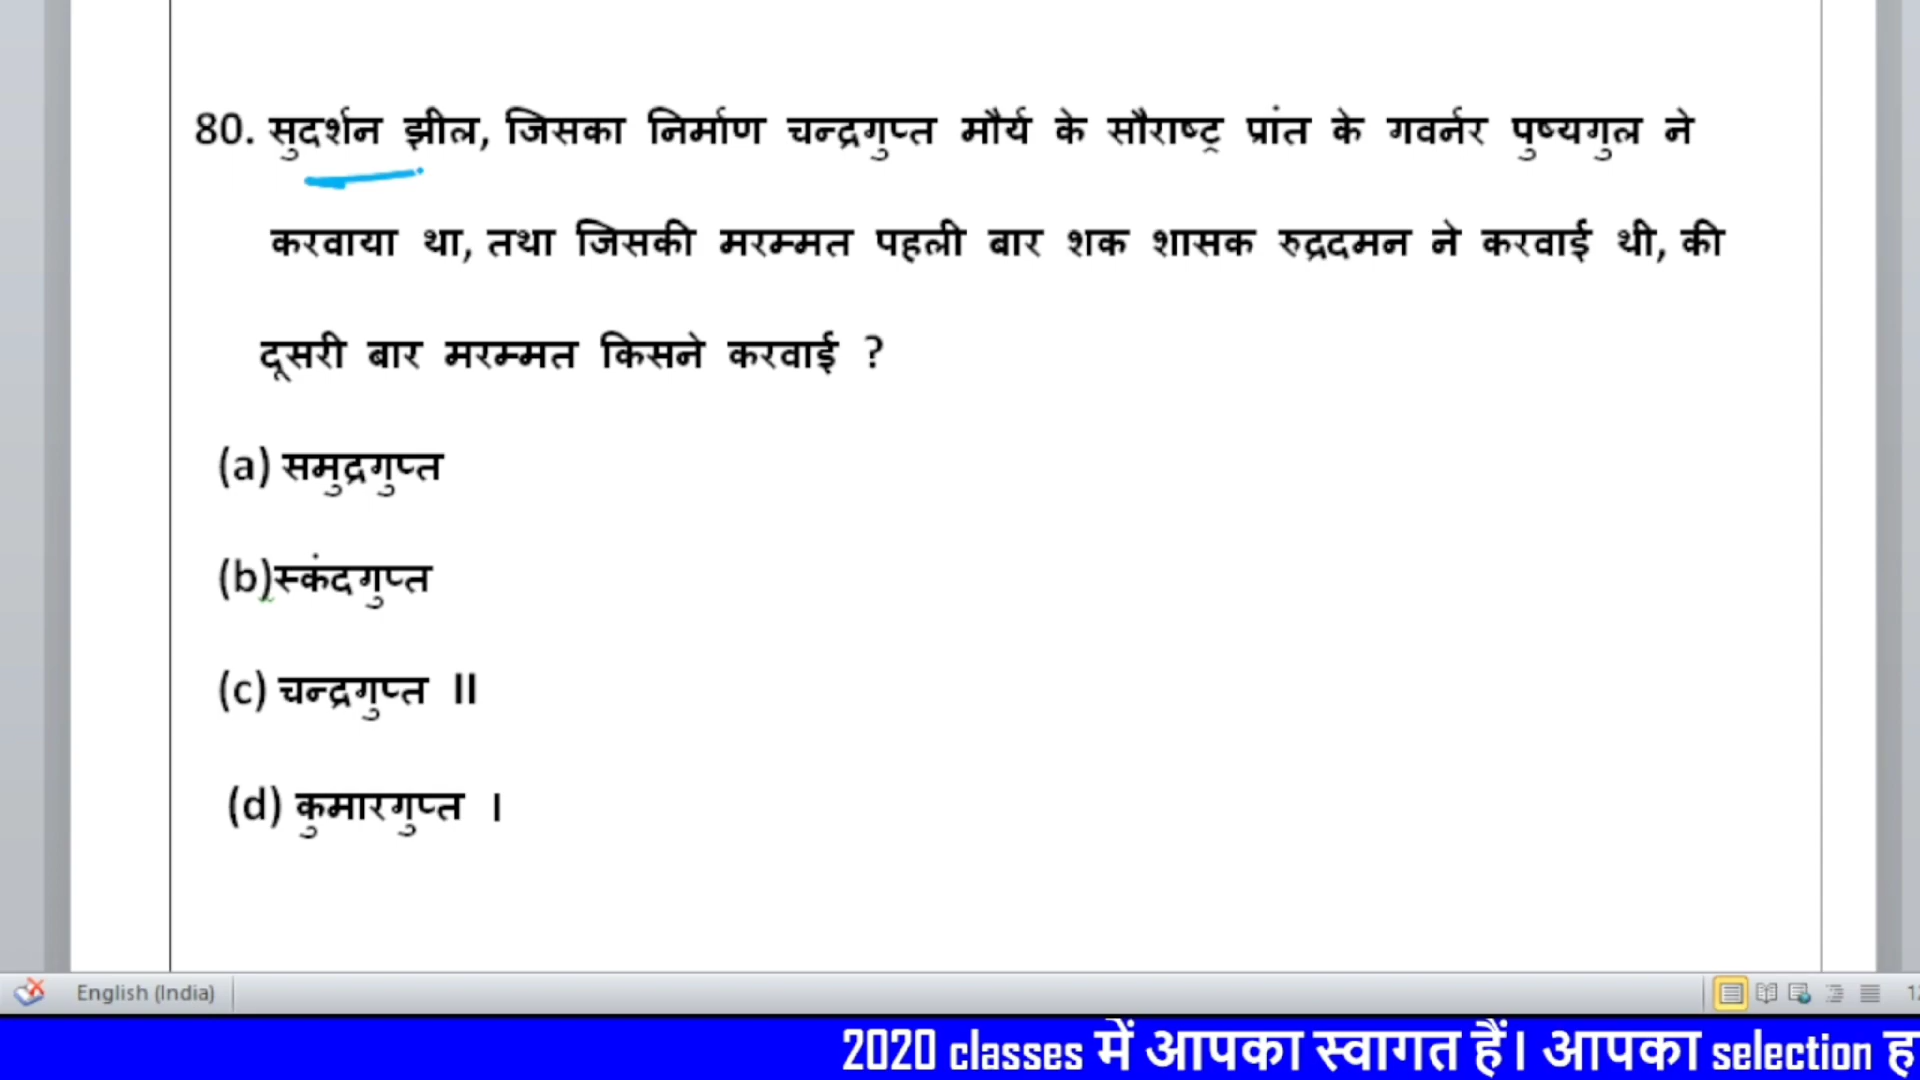 80. सुदर्शन झील, जिसका निर्माण चन्द्रगुप्त मौर्य के सौराष्ट्र प्रांत के गवर्नर पुष्यगुल ने
करवाया था, तथा जिसकी मरम्मत पहली बार शक शासक रुद्रदमन ने करवाई थी, की
दूसरी बार मरम्मत किसने करवाई ?
(a) समुद्रगुप्त
(b)स्कंदगुप्त
(c) चन्द्रगुप्त II
(d) कुमारगुप्त I
English (India)
2020 classes में आपका स्वागत हैं। आपका selection